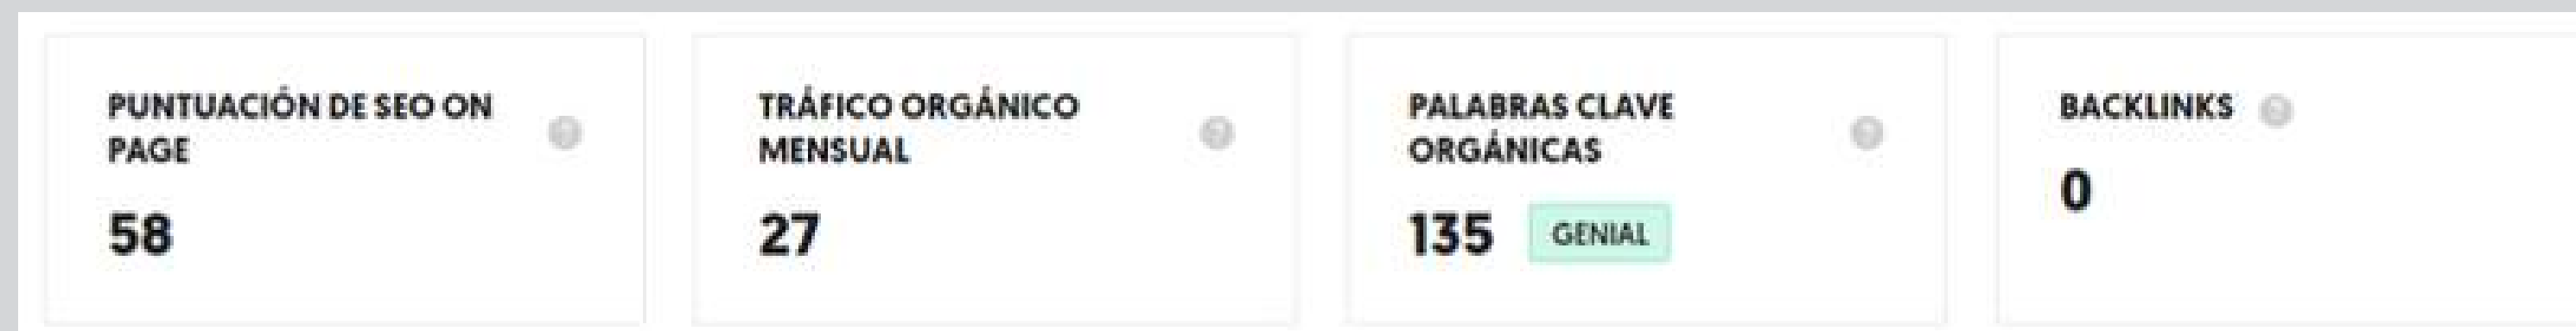 PUNTUACIÓN DE SEO ON
PAGE
58
TRÁFICO ORGÁNICO
MENSUAL
27
PALABRAS CLAVE
ORGÁNICAS
135 GENIAL
BACKLINKS
0